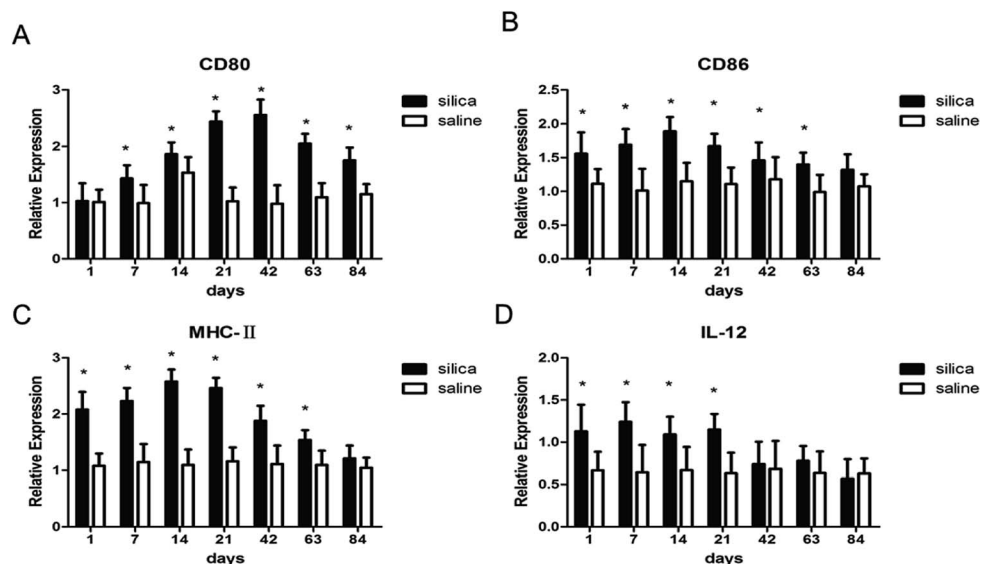 A
CD80
Relative Expression
3
2
1
0
* * * * * *
1 7 14 21 42 63 84
days
silica
saline
B
CD86
Relative Expression
2.5
2.0
1.5
1.0
0.5
0.0
* * * * * *
1 7 14 21 42 63 84
days
silica
saline
C
MHC-Ⅱ
Relative Expression
3
2
1
0
* * * * * *
1 7 14 21 42 63 84
days
silica
saline
D
IL-12
Relative Expression
2.0
1.5
1.0
0.5
0.0
* * * *
1 7 14 21 42 63 84
days
silica
saline